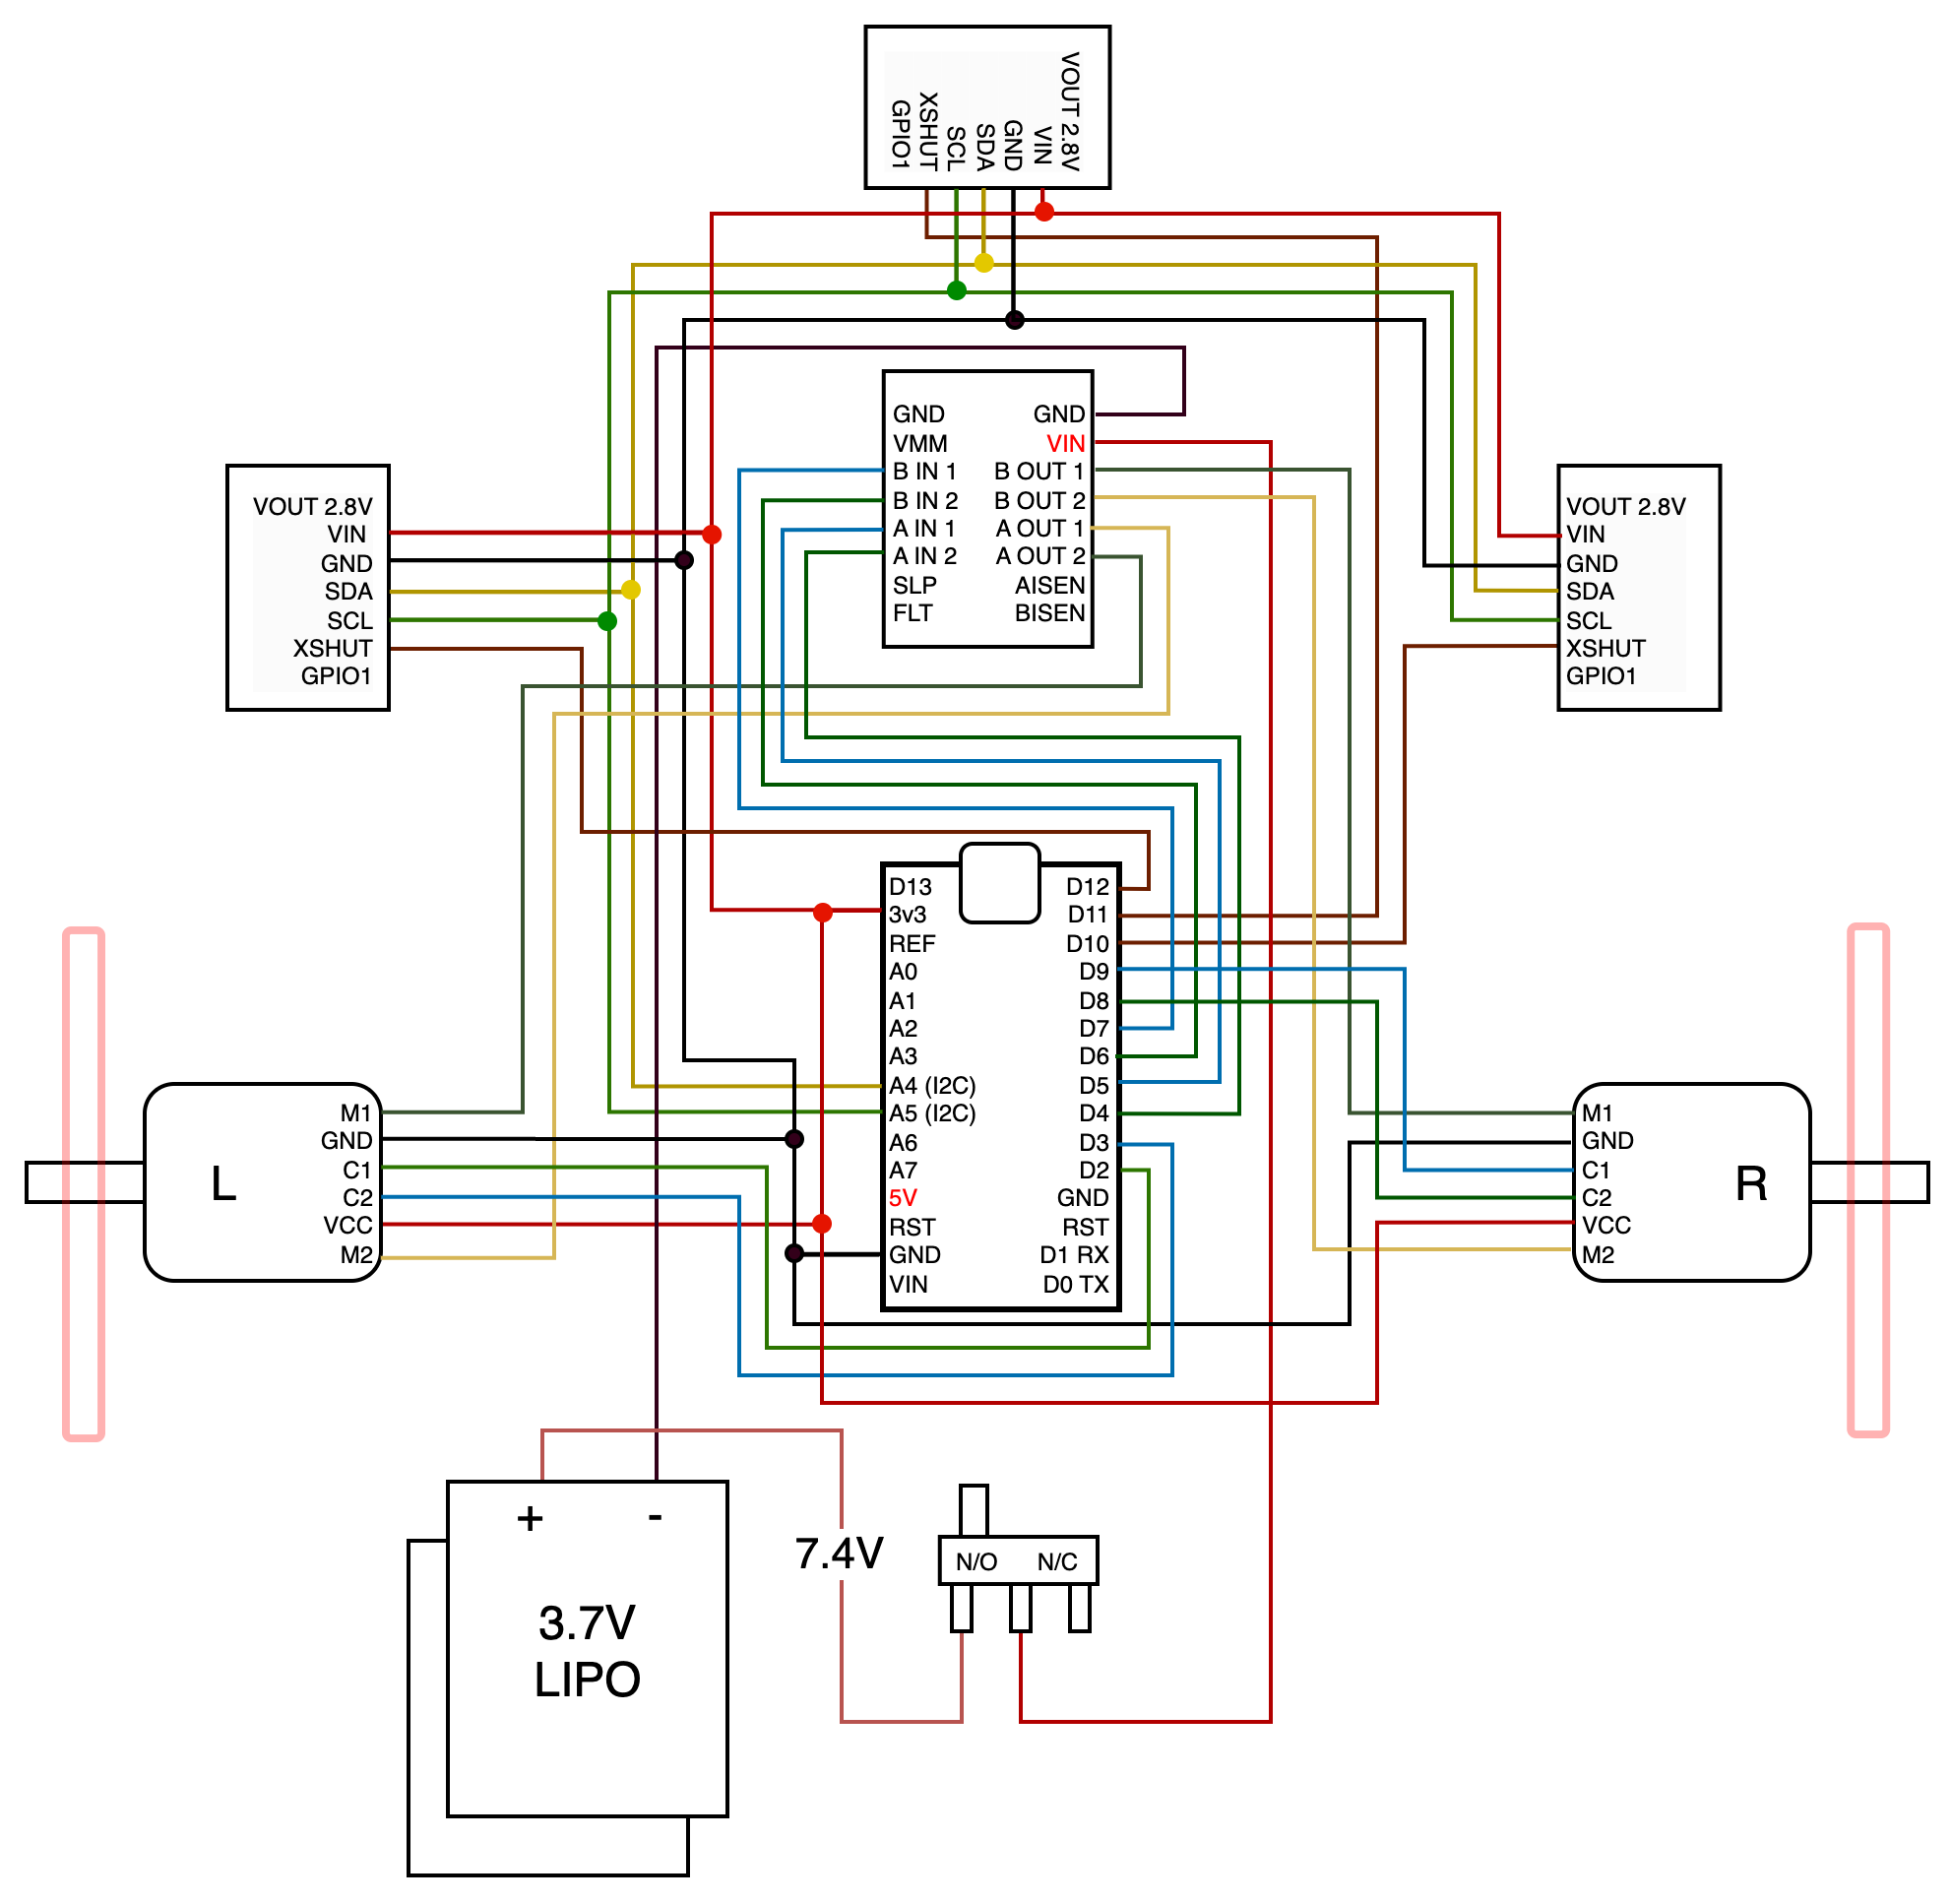 GPIO1
XSHUT
SCL
SDA
GND
VIN
VOUT 2.8V
GND GND
VMM VIN
B IN 1 B OUT 1
B IN 2 B OUT 2
A IN 1 A OUT 1
A IN 2 A OUT 2
SLP AISEN
FLT BISEN
VOUT 2.8V
VIN
GND
SDA
SCL
XSHUT
GPIO1
VOUT 2.8V
VIN
GND
SDA
SCL
XSHUT
GPIO1
D13 D12
3v3 D11
REF D10
A0 D9
A1 D8
A2 D7
A3 D6
A4 (I2C) D5
A5 (I2C) D4
A6 D3
A7 D2
5V GND
RST RST
GND D1 RX
VIN D0 TX
L
M1
GND
C1
C2
VCC
M2
M1
GND
C1
C2
VCC
M2
R
+ -
3.7V
LIPO
7.4V
N/O N/C